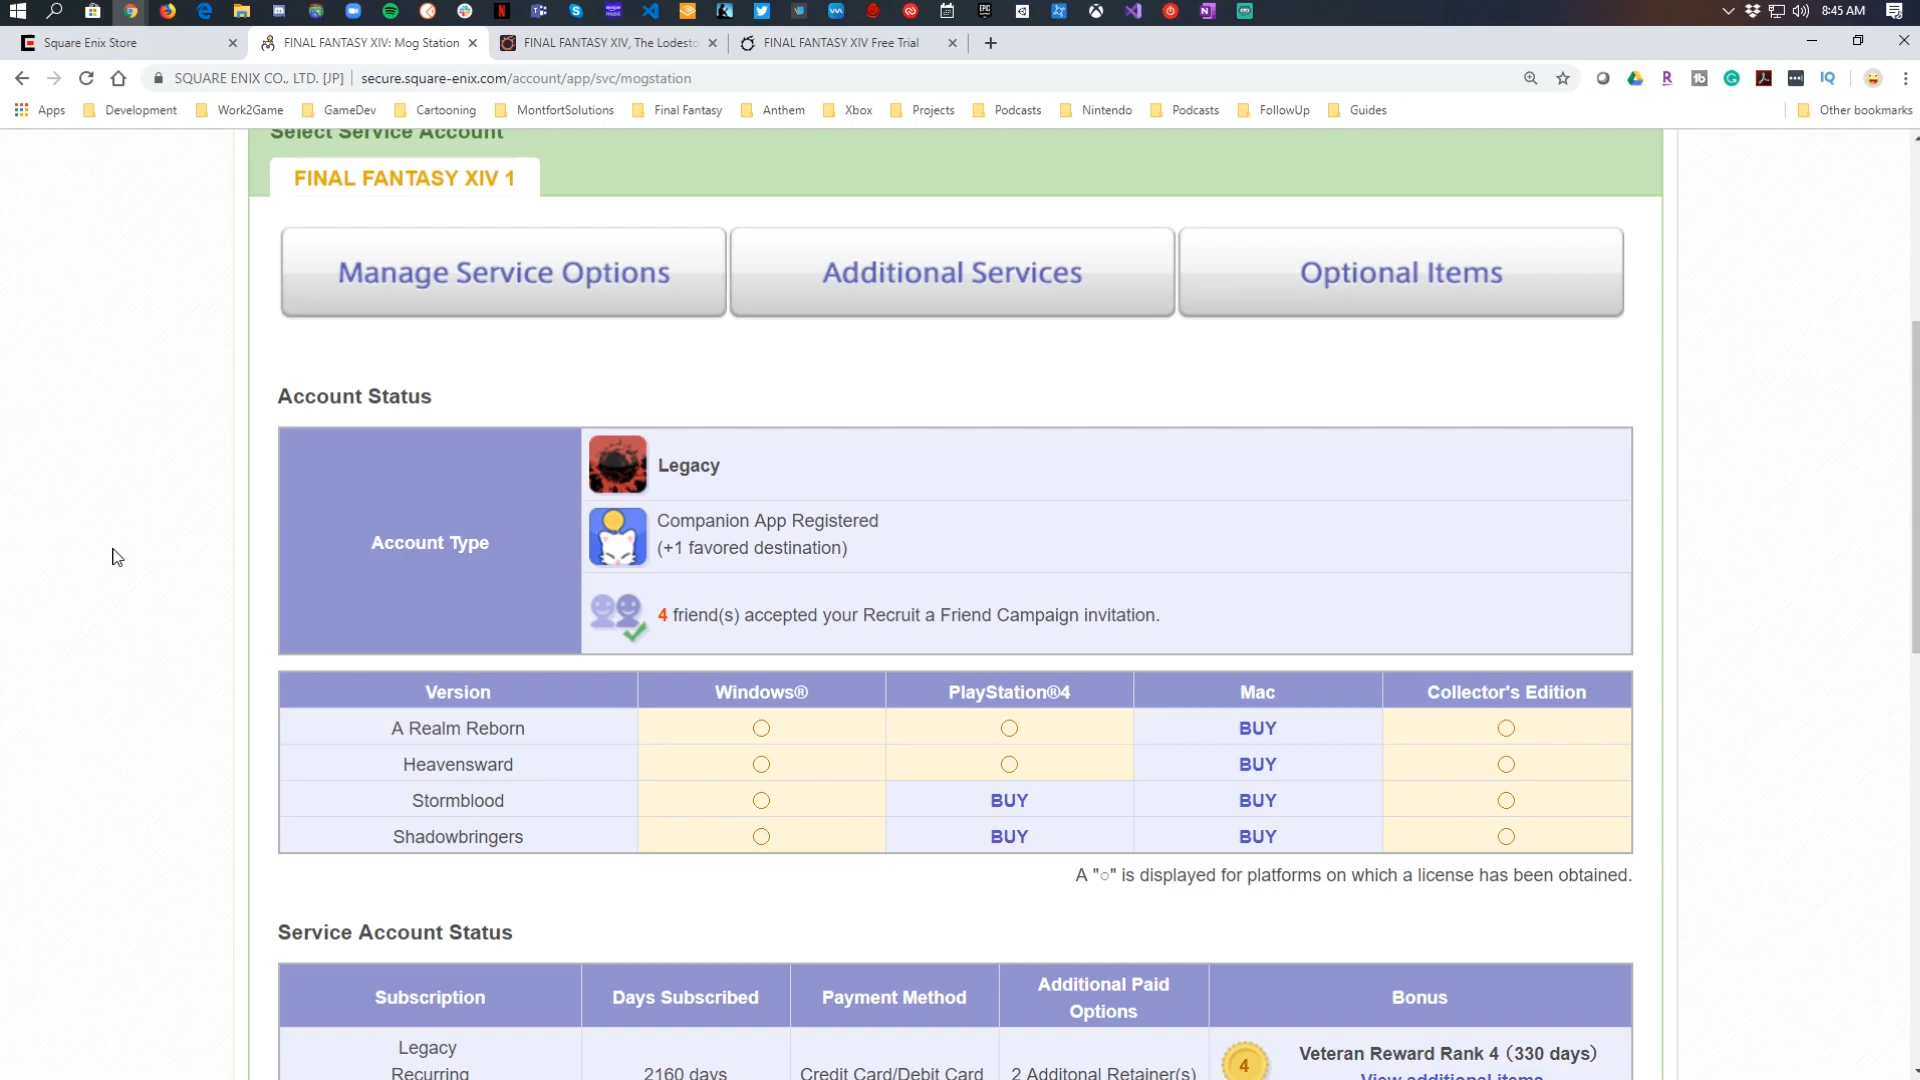 8:45 AM
Square Enix Store
FINAL FANTASY XIV: Mog Station
FINAL FANTASY XIV, The Lodesto
FINAL FANTASY XIV Free Trial
SQUARE ENIX CO., LTD. [JP]
secure.square-enix.com/account/app/svc/mogstation
Apps
Development
Work2Game
GameDev
Cartooning
MontfortSolutions
Final Fantasy
Anthem
Xbox
Projects
Podcasts
Nintendo
Podcasts
FollowUp
Guides
Other bookmarks
Select Service Account
FINAL FANTASY XIV 1
Manage Service Options
Additional Services
Optional Items
Account Status
Account Type
Legacy
Companion App Registered
(+1 favored destination)
4 friend(s) accepted your Recruit a Friend Campaign invitation.
Version Windows® PlayStation®4 Mac Collector's Edition
A Realm Reborn ○ ○ BUY ○
Heavensward ○ ○ BUY ○
Stormblood ○ BUY BUY ○
Shadowbringers ○ BUY BUY ○
A "○" is displayed for platforms on which a license has been obtained.
Service Account Status
Subscription
Days Subscribed
Payment Method
Additional Paid
Options
Bonus
Legacy
Recurring
2160 days
Credit Card/Debit Card
2 Additonal Retainer(s)
4
Veteran Reward Rank 4 (330 days)
View additional items